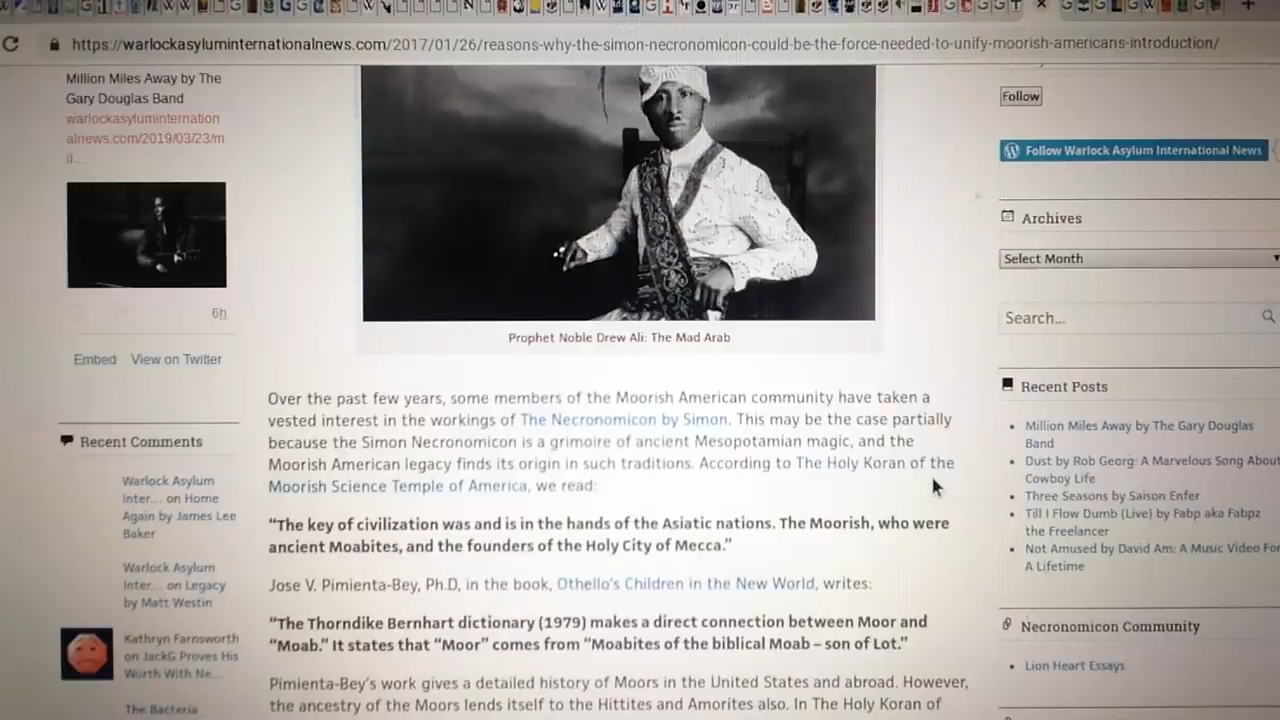 https://warlockasyluminternationalnews.com/2017/01/26/reasons-why-the-simon-necronomicon-could-be-the-force-needed-to-unify-moorish-americans-introduction/
Million Miles Away by The
Gary Douglas Band
warlockasyluminternation
alnews.com/2019/03/23/m
il…
6h
Embed View on Twitter
Recent Comments
Warlock Asylum
Inter... on Home
Again by James Lee
Baker
Warlock Asylum
Inter... on Legacy
by Matt Westin
Kathryn Farnsworth
on JackG Proves His
Worth With Ne...
The Bacteria
Prophet Noble Drew Ali: The Mad Arab
Over the past few years, some members of the Moorish American community have taken a
vested interest in the workings of The Necronomicon by Simon. This may be the case partially
because the Simon Necronomicon is a grimoire of ancient Mesopotamian magic, and the
Moorish American legacy finds its origin in such traditions. According to The Holy Koran of the
Moorish Science Temple of America, we read:
“The key of civilization was and is in the hands of the Asiatic nations. The Moorish, who were
ancient Moabites, and the founders of the Holy City of Mecca.”
Jose V. Pimienta-Bey, Ph.D, in the book, Othello’s Children in the New World, writes:
“The Thorndike Bernhart dictionary (1979) makes a direct connection between Moor and
“Moab.” It states that “Moor” comes from “Moabites of the biblical Moab – son of Lot.”
Pimienta-Bey’s work gives a detailed history of Moors in the United States and abroad. However,
the ancestry of the Moors lends itself to the Hittites and Amorites also. In The Holy Koran of
Follow
Follow Warlock Asylum International News
Archives
Select Month
Search...
Recent Posts
Million Miles Away by The Gary Douglas
Band
Dust by Rob Georg: A Marvelous Song About
Cowboy Life
Three Seasons by Saison Enfer
Till I Flow Dumb (Live) by Fabp aka Fabpz
the Freelancer
Not Amused by David Am: A Music Video For
A Lifetime
Necronomicon Community
Lion Heart Essays